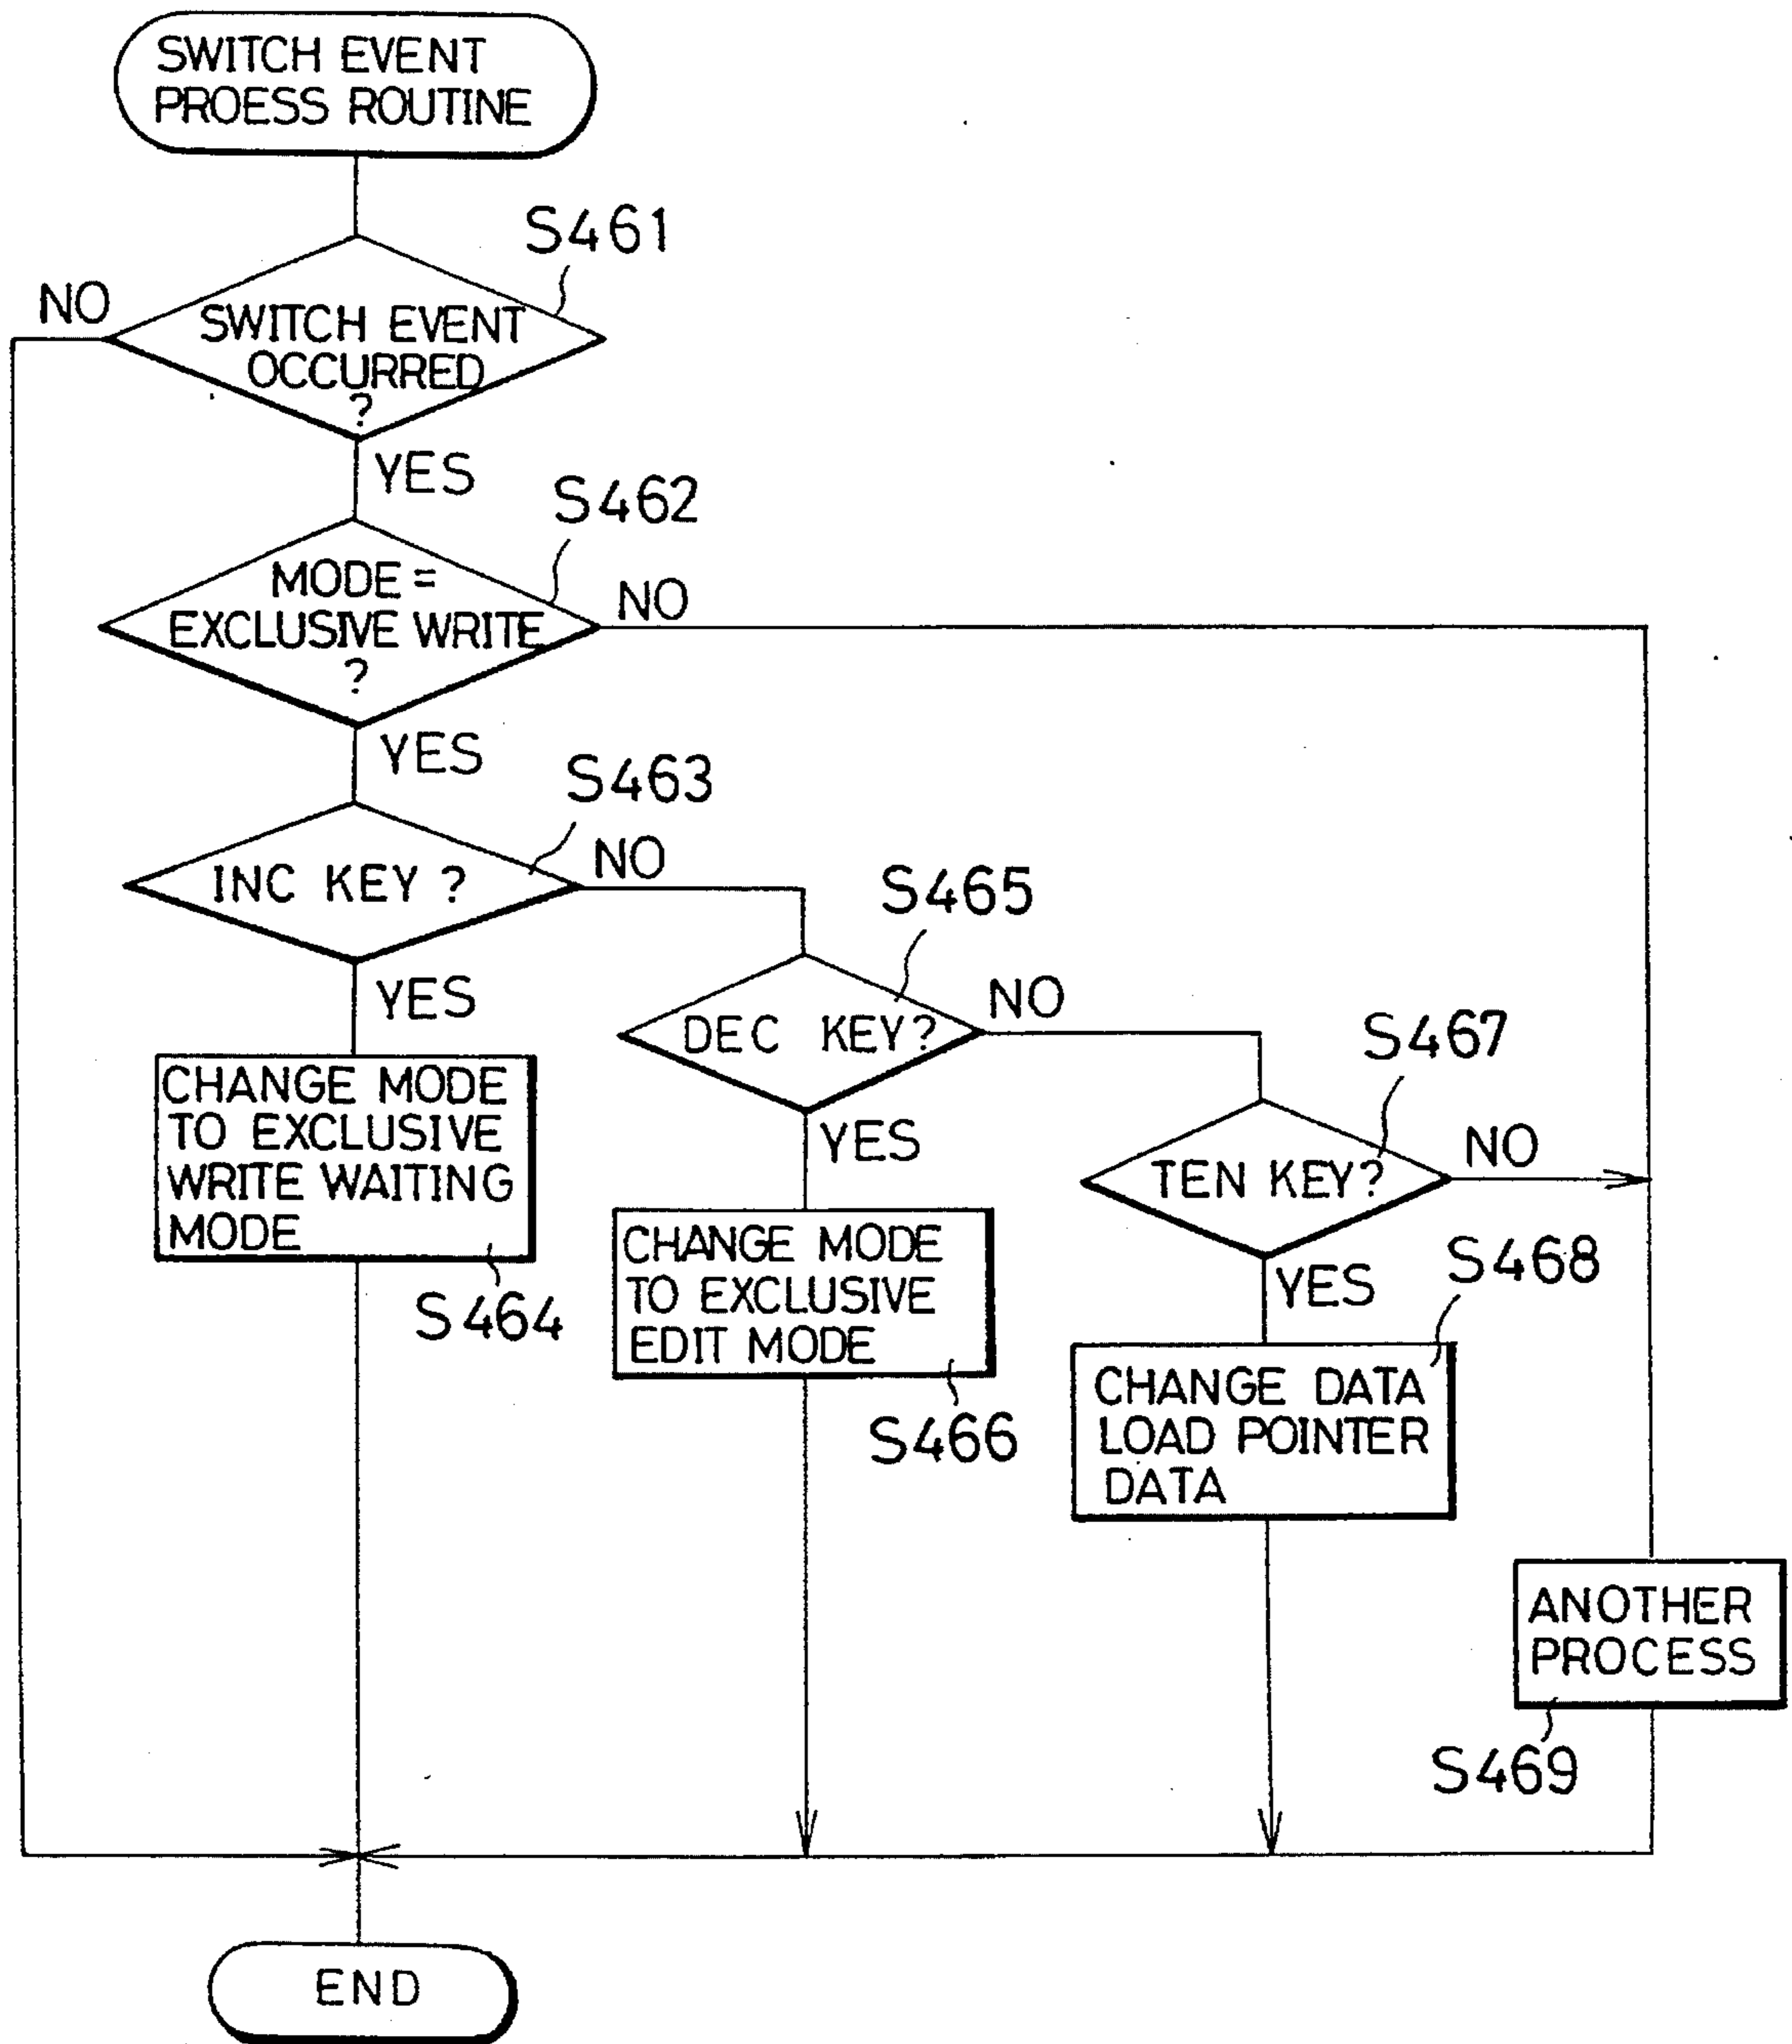 SWITCH EVENT
PROESS ROUTINE
S461
NO
SWITCH EVENT
OCCURRED
?
YES
S462
MODE =
EXCLUSIVE WRITE
?
NO
YES
S463
INC KEY ?
NO
YES
S465
DEC KEY?
NO
YES
S467
TEN KEY?
NO
YES
CHANGE MODE
TO EXCLUSIVE
WRITE WAITING
MODE
S464
CHANGE MODE
TO EXCLUSIVE
EDIT MODE
S466
S468
CHANGE DATA
LOAD POINTER
DATA
ANOTHER
PROCESS
S469
END